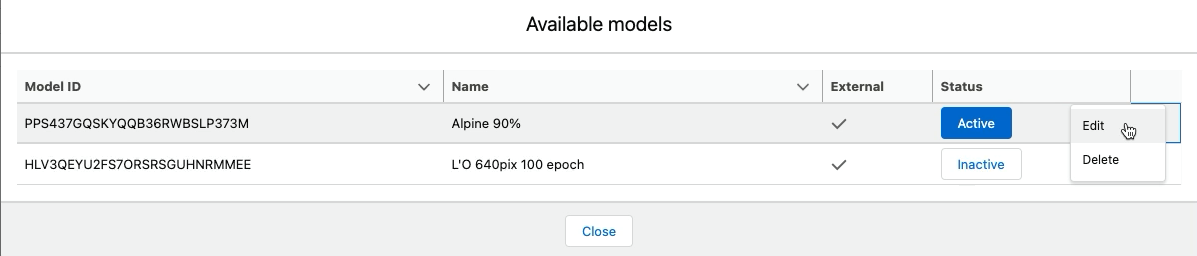 Available models
Model ID Name External Status
PPS437GQSKYQQB36RWBSLP373M Alpine 90% Active Edit
HLV3QEYU2FS7ORSRSGUHNRMMEE L'O 640pix 100 epoch Inactive Delete
Close